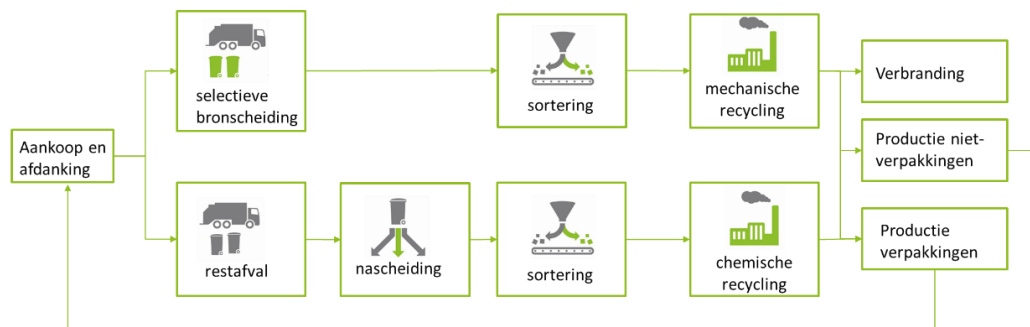 Aankoop en
afdanking
selectieve
bronscheiding
sortering
mechanische
recycling
Verbranding
Productie niet-
verpakkingen
restafval
nascheiding
sortering
chemische
recycling
Productie
verpakkingen